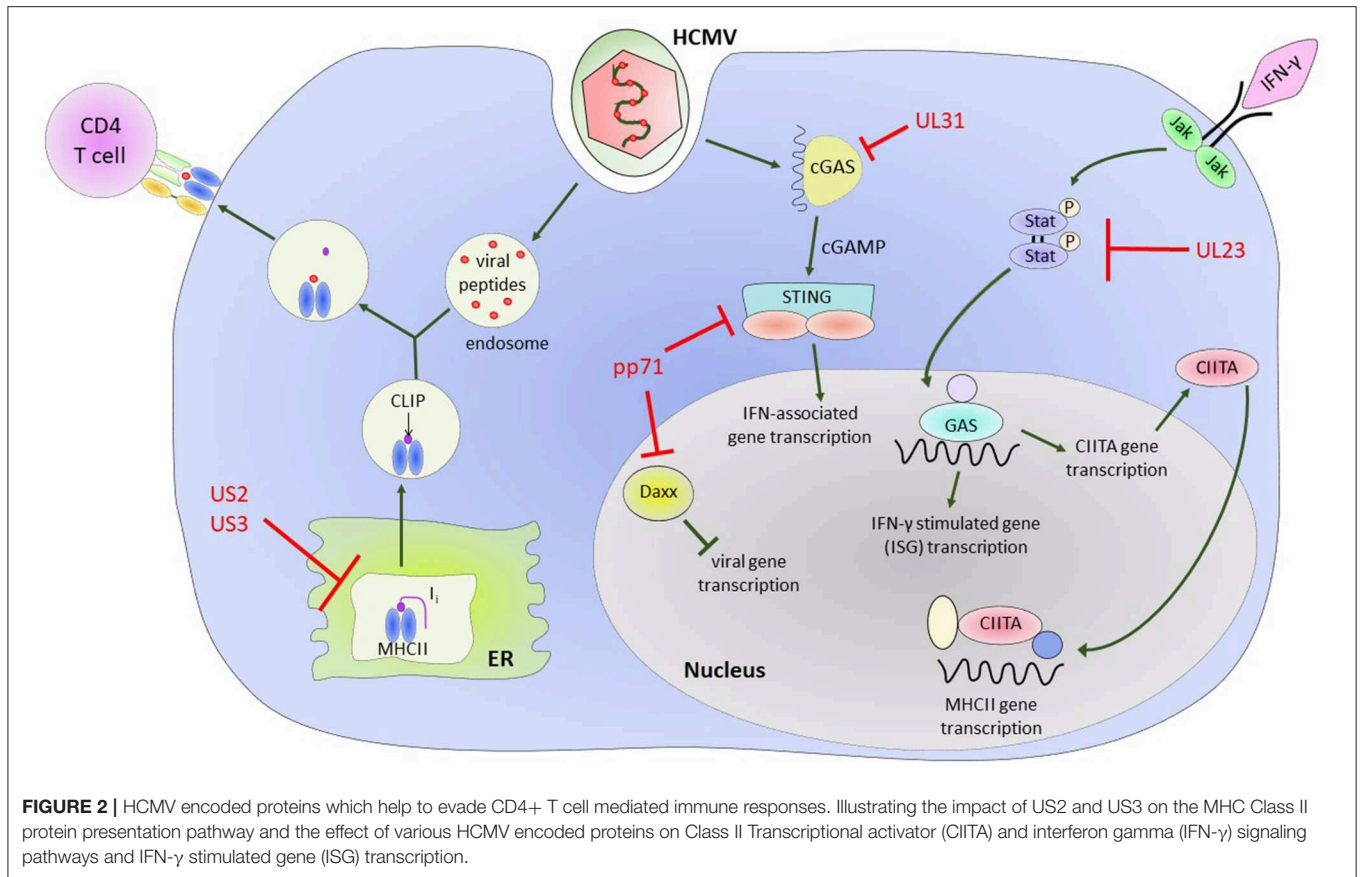 HCMV
IFN-γ
CD4
T cell
UL31
Jak
Jak
cGAS
P
Stat
P
Stat
UL23
cGAMP
viral
peptides
endosome
STING
pp71
CIITA
CLIP
IFN-associated
gene transcription
GAS
CIITA gene
transcription
Daxx
US2
US3
IFN-γ stimulated gene
(ISG) transcription
viral gene
transcription
Ii
MHCII
ER
CIITA
Nucleus
MHCII gene
transcription
FIGURE 2 | HCMV encoded proteins which help to evade CD4+ T cell mediated immune responses. Illustrating the impact of US2 and US3 on the MHC Class II
protein presentation pathway and the effect of various HCMV encoded proteins on Class II Transcriptional activator (CIITA) and interferon gamma (IFN-γ) signaling
pathways and IFN-γ stimulated gene (ISG) transcription.